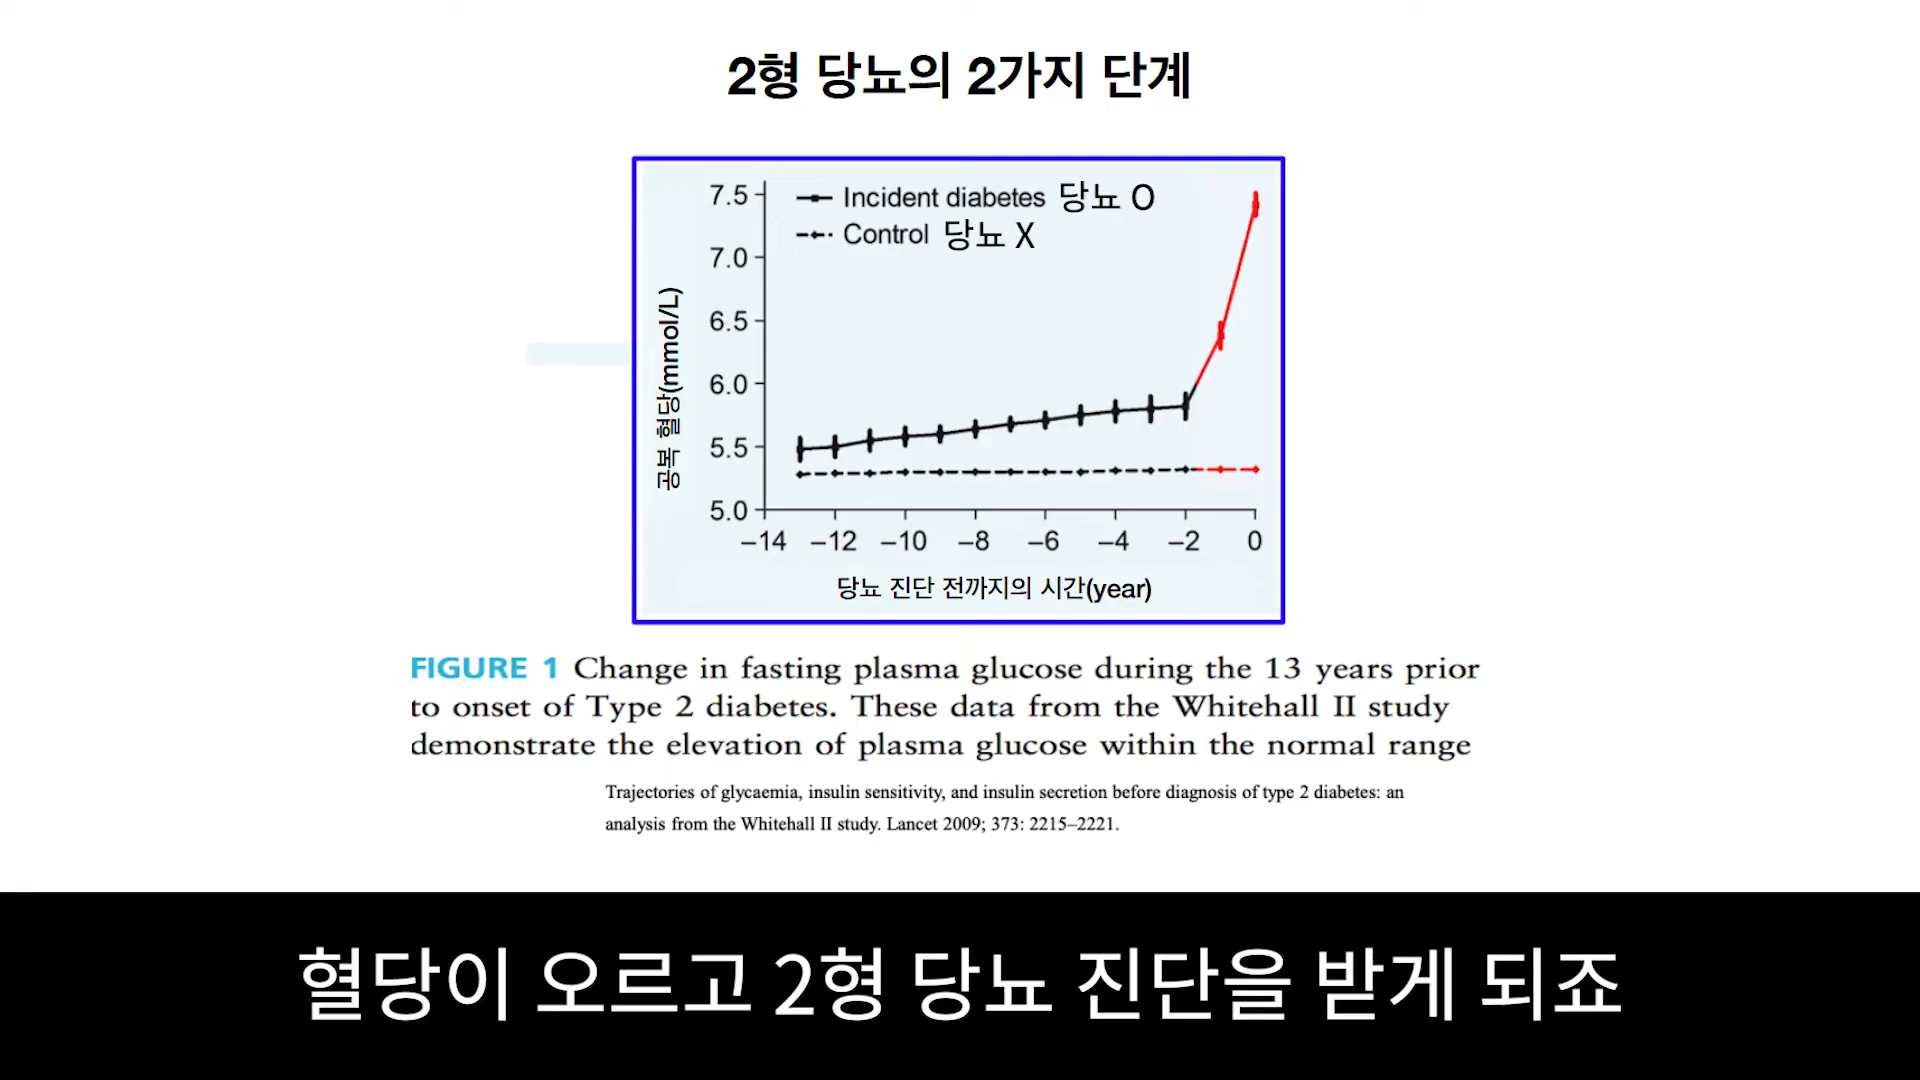 2형 당뇨의 2가지 단계
Incident diabetes 당뇨 O
Control 당뇨 X
공복 혈당(mmol/L)
7.5
7.0
6.5
6.0
5.5
5.0
–14 –12 –10 –8 –6 –4 –2 0
당뇨 진단 전까지의 시간(year)
FIGURE 1 Change in fasting plasma glucose during the 13 years prior
to onset of Type 2 diabetes. These data from the Whitehall II study
demonstrate the elevation of plasma glucose within the normal range
Trajectories of glycaemia, insulin sensitivity, and insulin secretion before diagnosis of type 2 diabetes: an
analysis from the Whitehall II study. Lancet 2009; 373: 2215–2221.
혈당이 오르고 2형 당뇨 진단을 받게 되죠